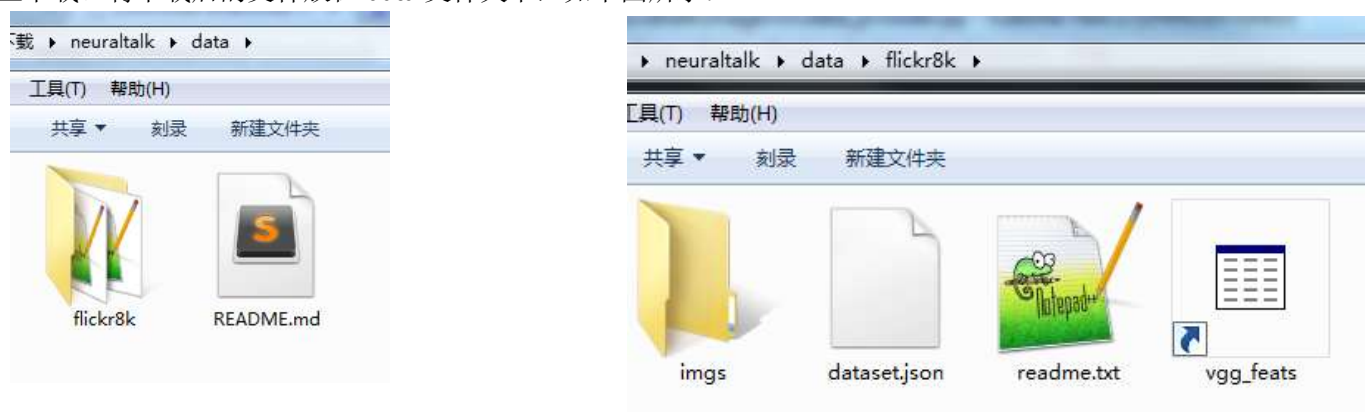 载 ▸ neuraltalk ▸ data ▸
工具(T) 帮助(H)
共享 ▼ 刻录 新建文件夹
S
flickr8k README.md
▸ neuraltalk ▸ data ▸ flickr8k ▸
工具(T) 帮助(H)
共享 ▼ 刻录 新建文件夹
Notepad++
imgs dataset.json readme.txt vgg_feats